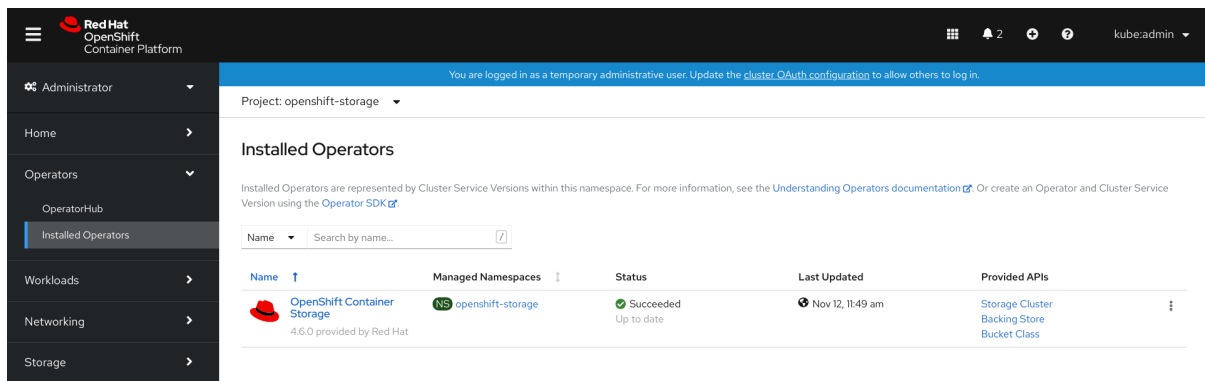 Red Hat
OpenShift
Container Platform
2
kube:admin
Administrator
You are logged in as a temporary administrative user. Update the cluster OAuth configuration to allow others to log in.
Project: openshift-storage
Home
Operators
OperatorHub
Installed Operators
Workloads
Networking
Storage
Installed Operators
Installed Operators are represented by Cluster Service Versions within this namespace. For more information, see the Understanding Operators documentation. Or create an Operator and Cluster Service
Version using the Operator SDK.
Name Search by name... /
Name Managed Namespaces Status Last Updated Provided APIs
OpenShift Container NS openshift-storage Succeeded Nov 12, 11:49 am Storage Cluster
Storage Up to date Backing Store
4.6.0 provided by Red Hat Bucket Class